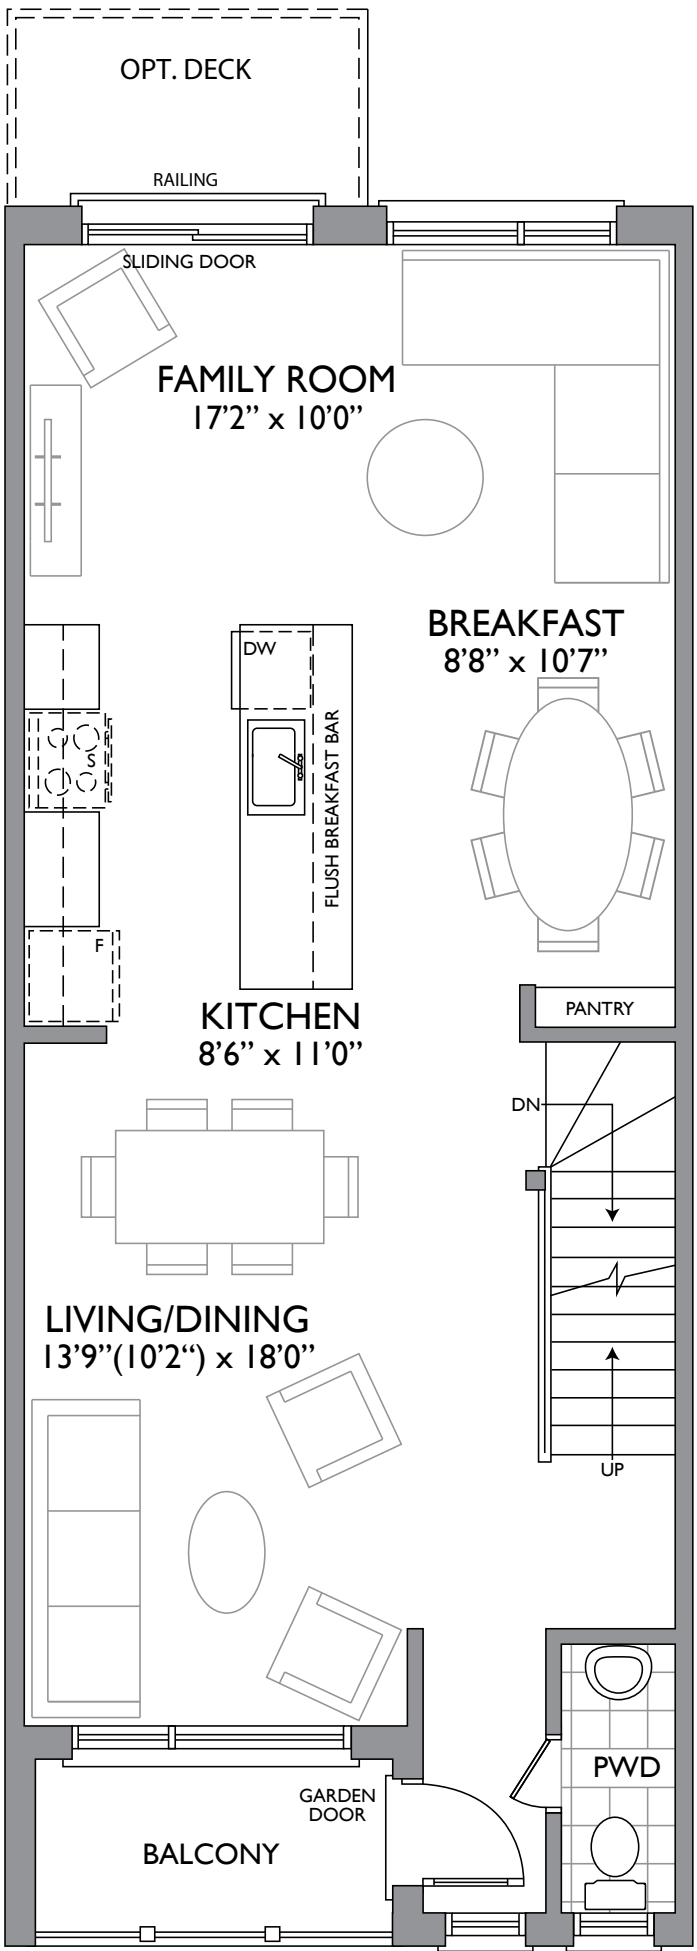 OPT. DECK
RAILING
SLIDING DOOR
FAMILY ROOM
17’2” x 10’0”
BREAKFAST
8’8” x 10’7”
DW
FLUSH BREAKFAST BAR
S
F
PANTRY
KITCHEN
8’6” x 11’0”
DN
LIVING/DINING
13’9”(10’2“) x 18’0”
UP
PWD
GARDEN
DOOR
BALCONY